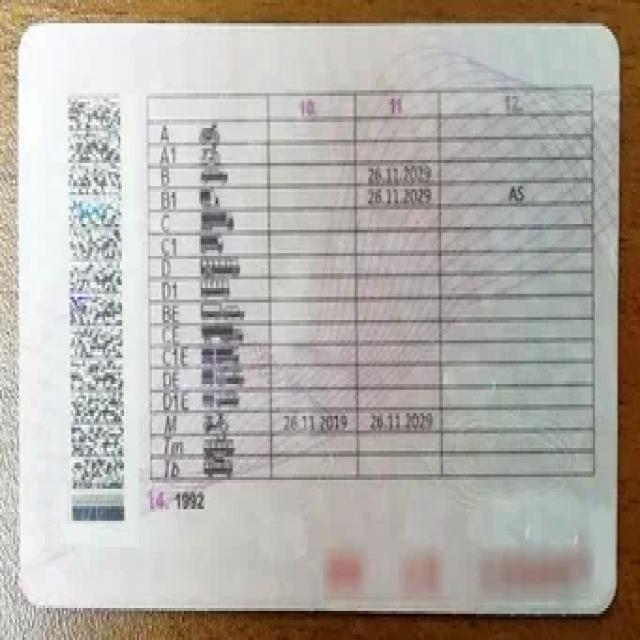 10. 11. 12.
A
A1
B 26.11.2029
B1 26.11.2029 AS
C
C1
D
D1
BE
CE
C1E
DE
D1E
M 26.11.2019 26.11.2029
Tm
Tb
14. 1992